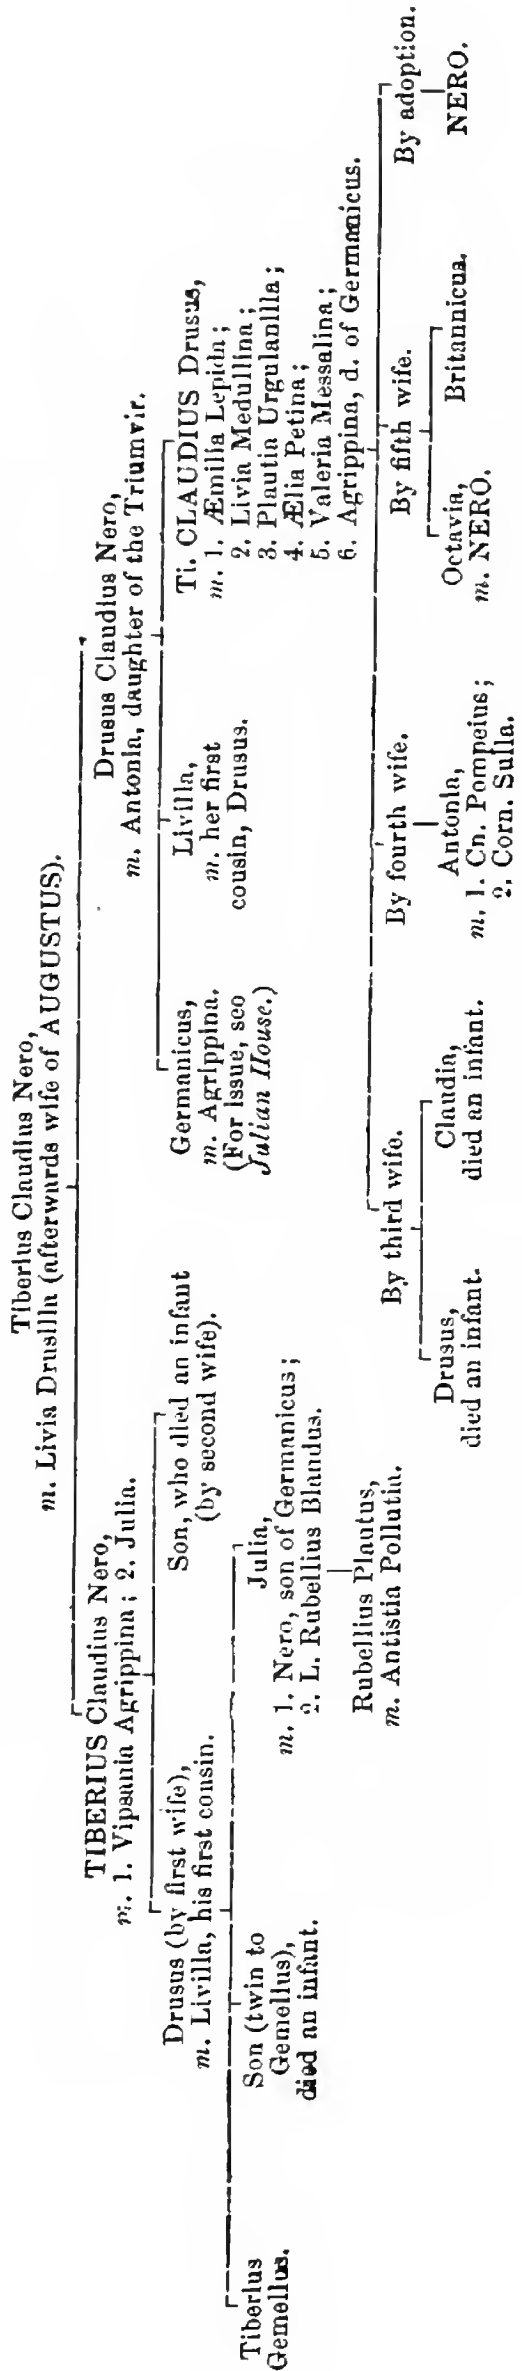 Tiberius Claudius Nero,
m. Livia Drusilla (afterwards wife of AUGUSTUS).
TIBERIUS Claudius Nero,
m. 1. Vipsania Agrippina; 2. Julia.
Drusus Claudius Nero,
m. Antonia, daughter of the Triumvir.
Drusus (by first wife),
m. Livilla, his first cousin.
Son, who died an infant
(by second wife).
Germanicus,
m. Agrippina.
(For issue, see
Julian House.)
Livilla,
m. her first
cousin, Drusus.
Ti. CLAUDIUS Drusus,
m. 1. Æmilia Lepida;
2. Livia Medullina;
3. Plautia Urgulanilla;
4. Ælia Petina;
5. Valeria Messalina;
6. Agrippina, d. of Germanicus.
Tiberius
Gemellus.
Son (twin to
Gemellus),
died an infant.
Julia,
m. 1. Nero, son of Germanicus;
2. L. Rubellius Blandus.
Rubellius Plautus,
m. Antistia Pollutia.
By third wife.
By fourth wife.
By fifth wife.
By adoption.
Drusus,
died an infant.
Claudia,
died an infant.
Antonia,
m. 1. Cn. Pompeius;
2. Corn. Sulla.
Octavia,
m. NERO.
Britannicus.
NERO.